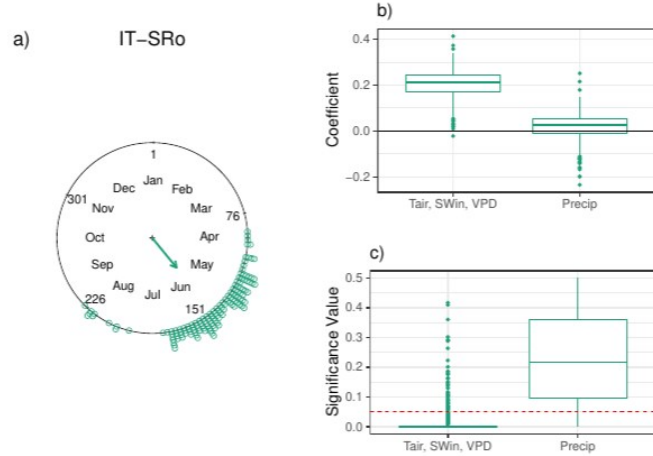 a)
IT−SRo
1
Jan
Feb
Mar
76
Apr
May
Jun
151
Jul
Aug
226
Sep
Oct
Nov
301
Dec
b)
Coefficient
0.4
0.2
0.0
−0.2
Tair, SWin, VPD Precip
c)
Significance Value
0.5
0.4
0.3
0.2
0.1
0.0
Tair, SWin, VPD Precip